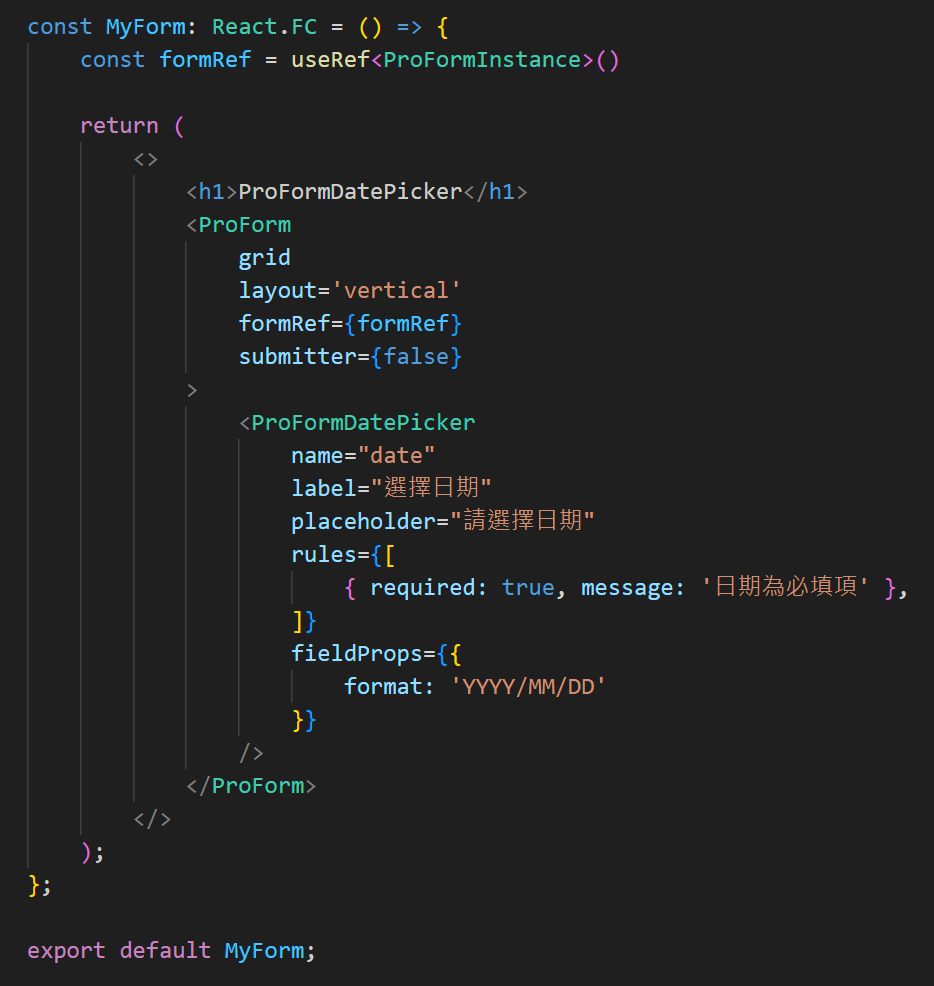 const MyForm: React.FC = () => {
    const formRef = useRef<ProFormInstance>()

    return (
        <>
            <h1>ProFormDatePicker</h1>
            <ProForm
                grid
                layout='vertical'
                formRef={formRef}
                submitter={false}
            >
                <ProFormDatePicker
                    name="date"
                    label="選擇日期"
                    placeholder="請選擇日期"
                    rules={[
                        { required: true, message: '日期為必填項' },
                    ]}
                    fieldProps={{
                        format: 'YYYY/MM/DD'
                    }}
                />
            </ProForm>
        </>
    );
};

export default MyForm;